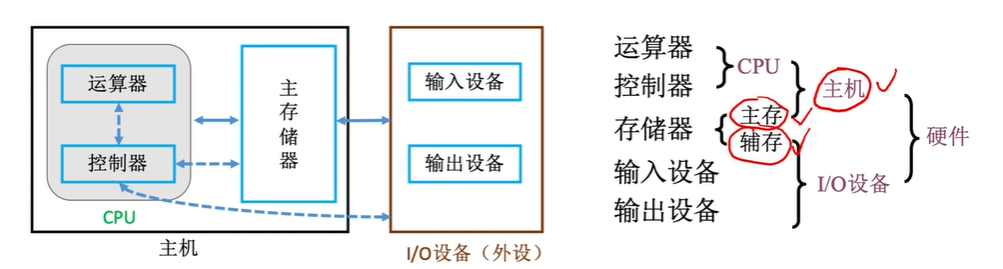 运算器
控制器
CPU
主存储器
主机
输入设备
输出设备
I/O设备（外设）
运算器
控制器
CPU
存储器
主存
辅存
主机
输入设备
输出设备
I/O设备
硬件